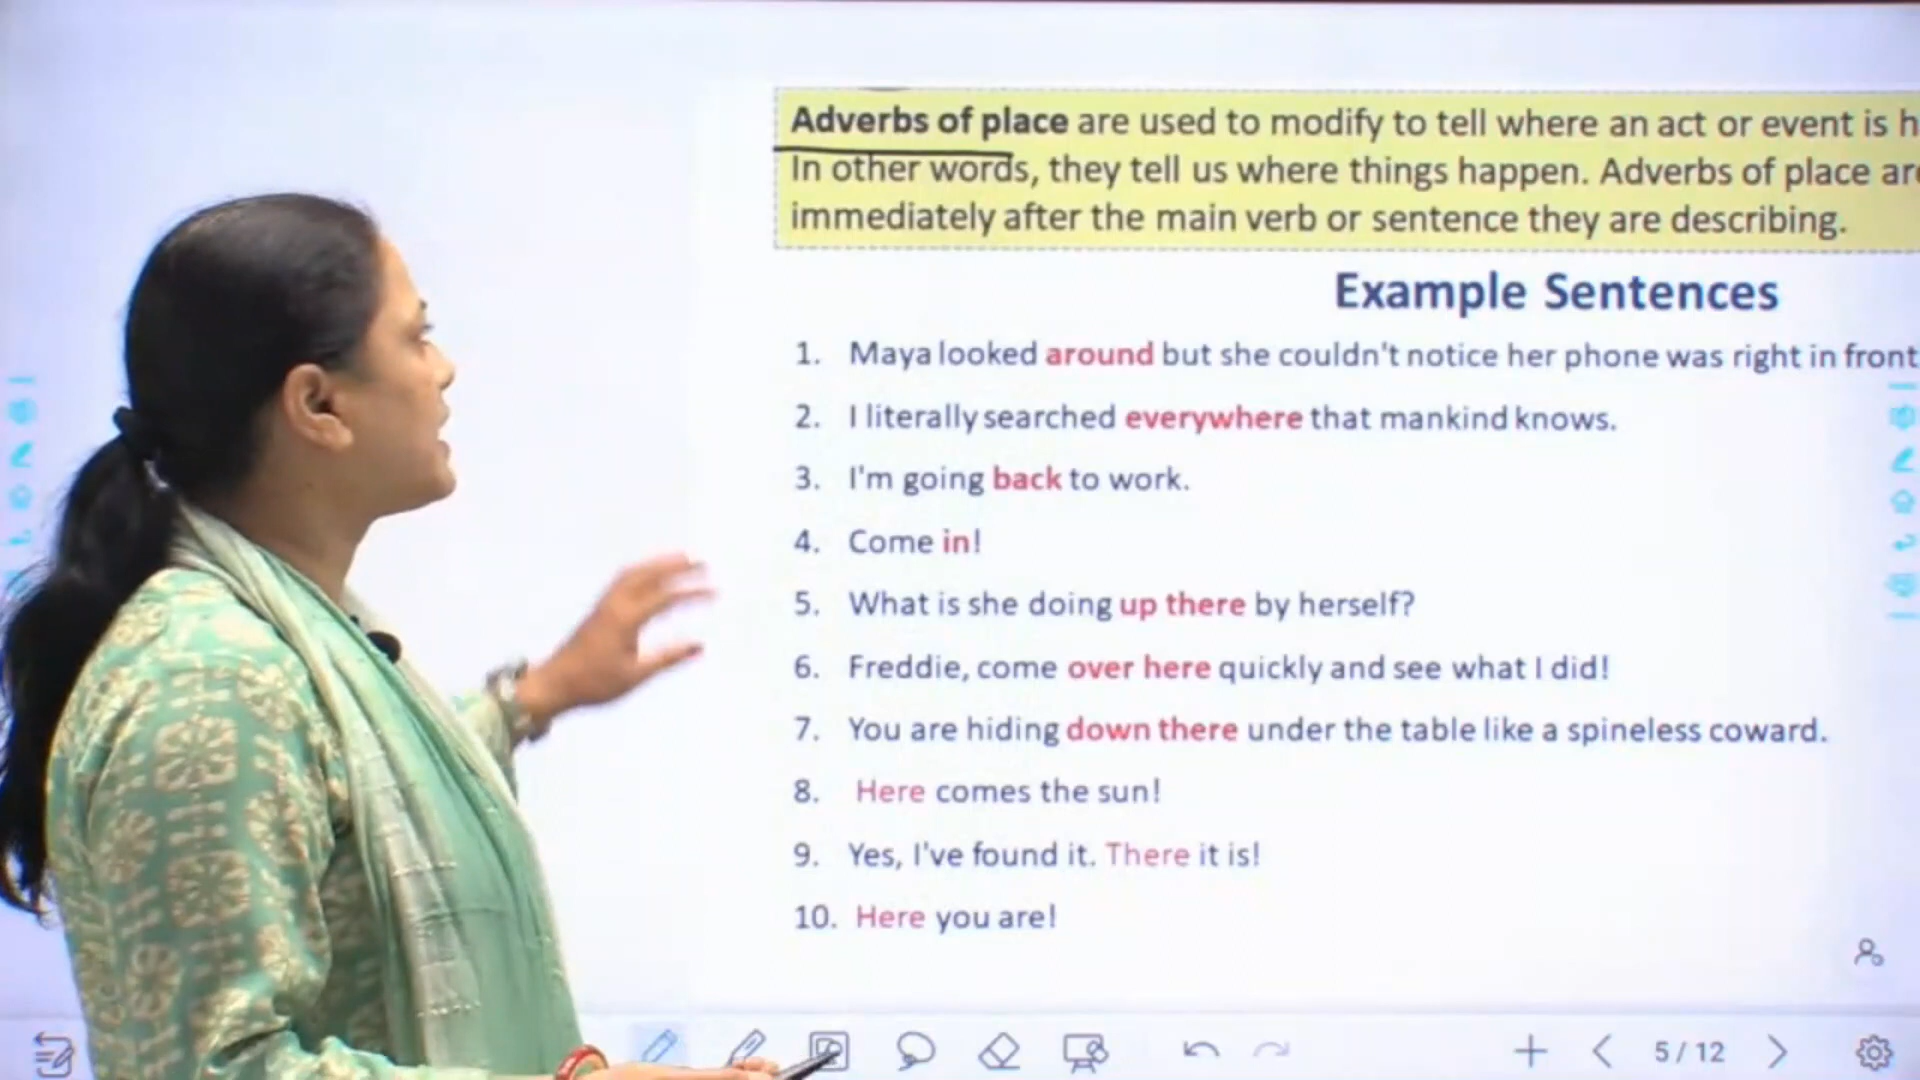 Adverbs of place are used to modify to tell where an act or event is h
In other words, they tell us where things happen. Adverbs of place are
immediately after the main verb or sentence they are describing.
Example Sentences
1. Maya looked around but she couldn't notice her phone was right in front
2. I literally searched everywhere that mankind knows.
3. I'm going back to work.
4. Come in!
5. What is she doing up there by herself?
6. Freddie, come over here quickly and see what I did!
7. You are hiding down there under the table like a spineless coward.
8. Here comes the sun!
9. Yes, I've found it. There it is!
10. Here you are!
5 / 12